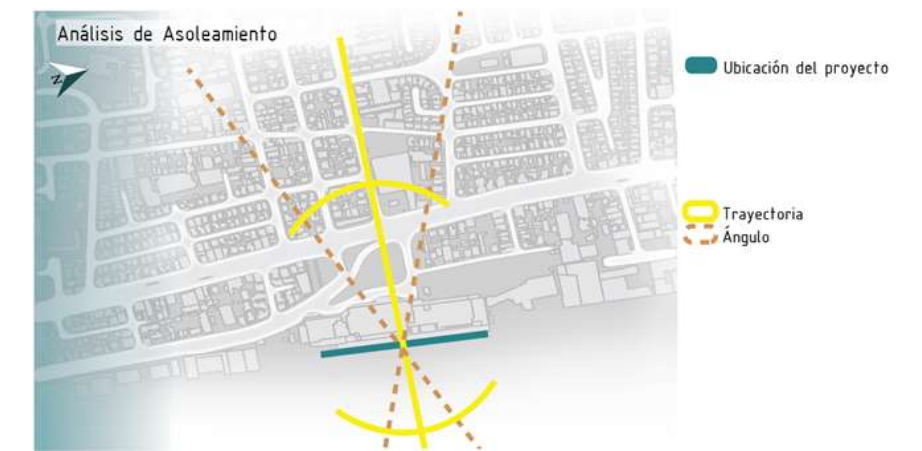 Análisis de Asoleamiento
N
Ubicación del proyecto
Trayectoria
Ángulo